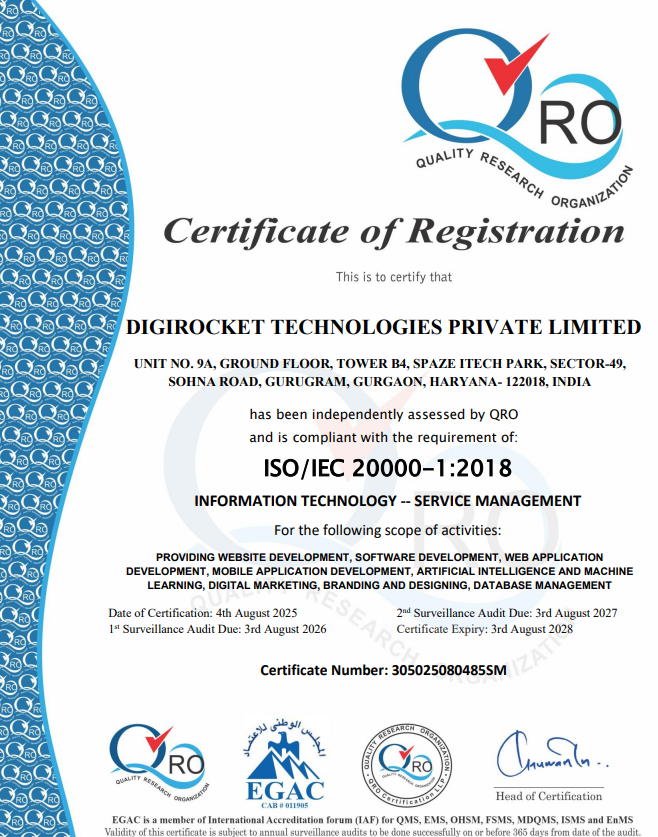 QRO
QUALITY RESEARCH ORGANIZATION
Certificate of Registration
This is to certify that
DIGIROCKET TECHNOLOGIES PRIVATE LIMITED
UNIT NO. 9A, GROUND FLOOR, TOWER B4, SPAZE ITECH PARK, SECTOR-49,
SOHNA ROAD, GURUGRAM, GURGAON, HARYANA- 122018, INDIA
has been independently assessed by QRO
and is compliant with the requirement of:
ISO/IEC 20000-1:2018
INFORMATION TECHNOLOGY -- SERVICE MANAGEMENT
For the following scope of activities:
PROVIDING WEBSITE DEVELOPMENT, SOFTWARE DEVELOPMENT, WEB APPLICATION
DEVELOPMENT, MOBILE APPLICATION DEVELOPMENT, ARTIFICIAL INTELLIGENCE AND MACHINE
LEARNING, DIGITAL MARKETING, BRANDING AND DESIGNING, DATABASE MANAGEMENT
Date of Certification: 4th August 2025 2nd Surveillance Audit Due: 3rd August 2027
1st Surveillance Audit Due: 3rd August 2026 Certificate Expiry: 3rd August 2028
Certificate Number: 305025080485SM
QRO
QUALITY RESEARCH ORGANIZATION
المجلس الوطنى للاعتماد
EGAC
CAB # 011905
QUALITY RESEARCH ORGANIZATION
QRO
QRO Certification LLP
Head of Certification
EGAC is a member of International Accreditation forum (IAF) for QMS, EMS, OHSM, FSMS, MDQMS, ISMS and EnMS
Validity of this certificate is subject to annual surveillance audits to be done successfully on or before 365 days from date of the audit.